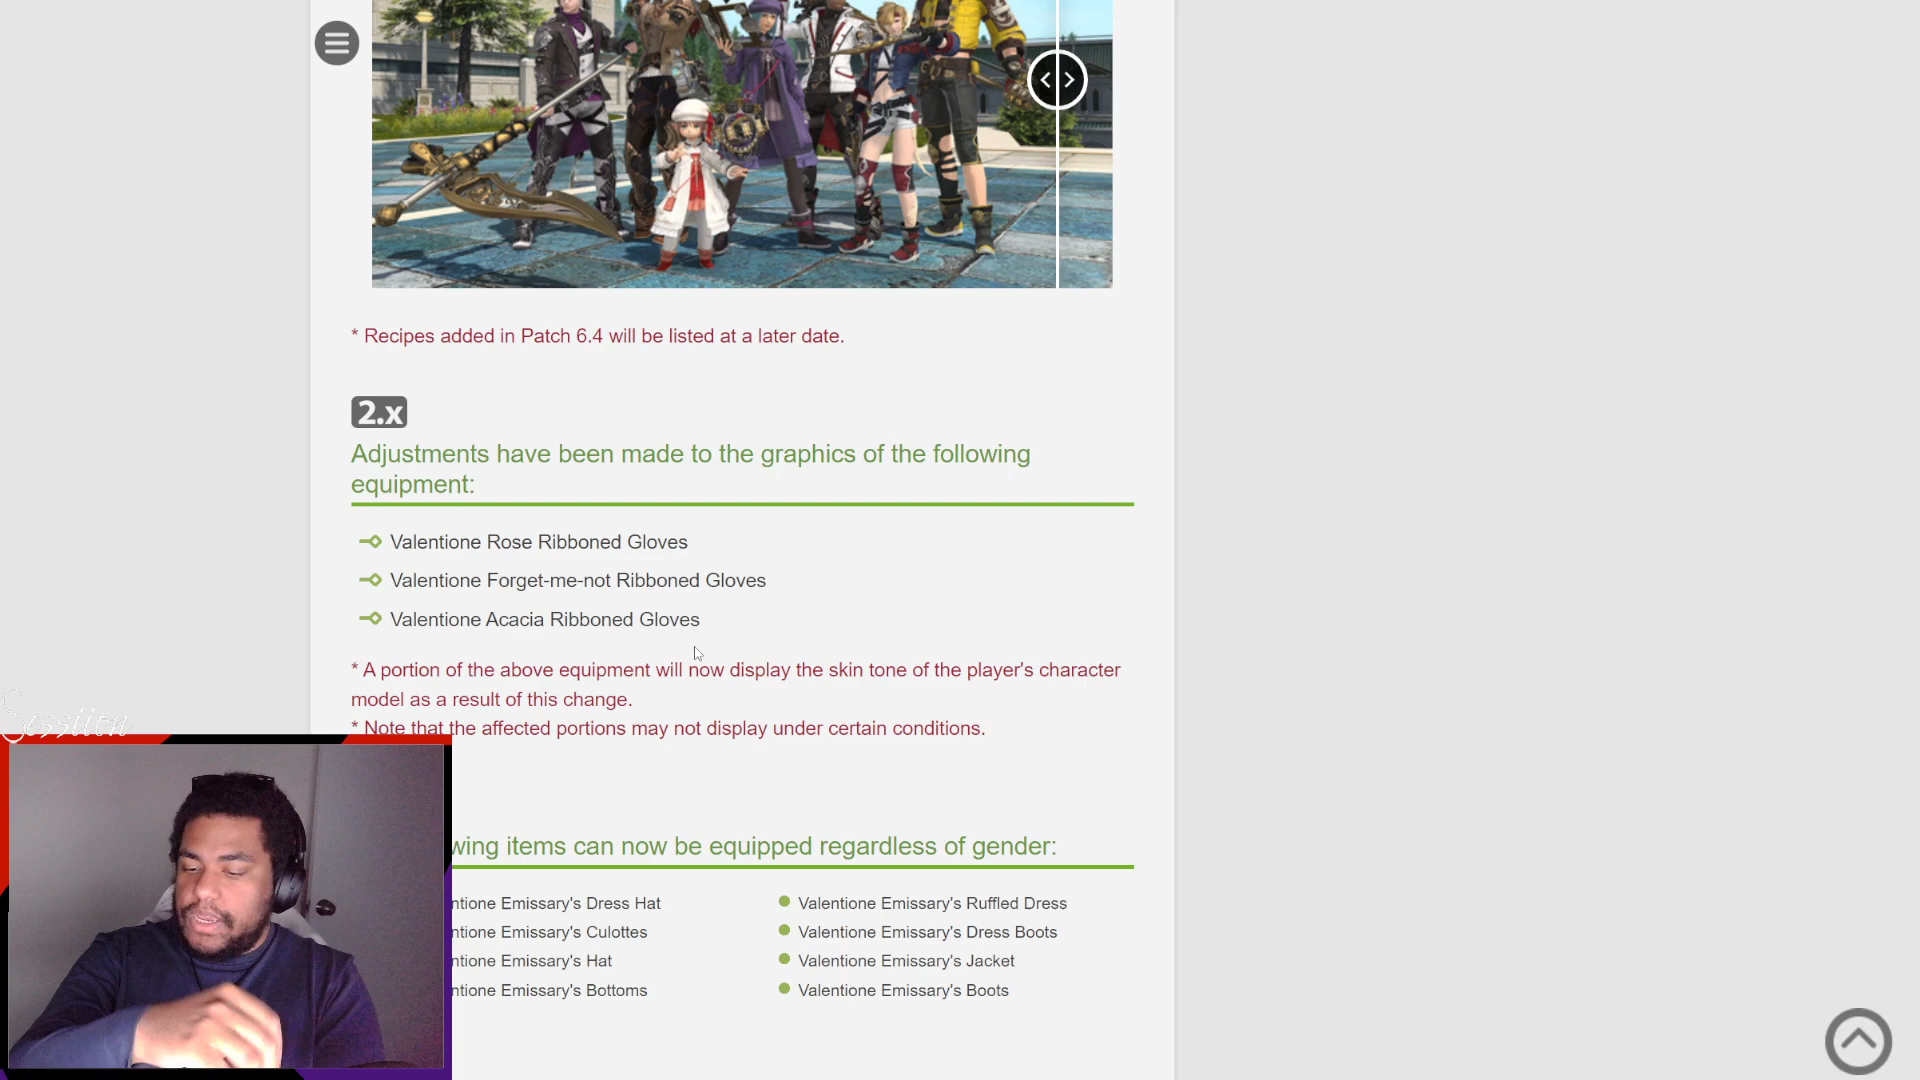 * Recipes added in Patch 6.4 will be listed at a later date.
2.x
Adjustments have been made to the graphics of the following
equipment:
Valentione Rose Ribboned Gloves
Valentione Forget-me-not Ribboned Gloves
Valentione Acacia Ribboned Gloves
* A portion of the above equipment will now display the skin tone of the player's character
model as a result of this change.
* Note that the affected portions may not display under certain conditions.
Sessiion
wing items can now be equipped regardless of gender:
ntione Emissary's Dress Hat
Valentione Emissary's Ruffled Dress
ntione Emissary's Culottes
Valentione Emissary's Dress Boots
ntione Emissary's Hat
Valentione Emissary's Jacket
ntione Emissary's Bottoms
Valentione Emissary's Boots